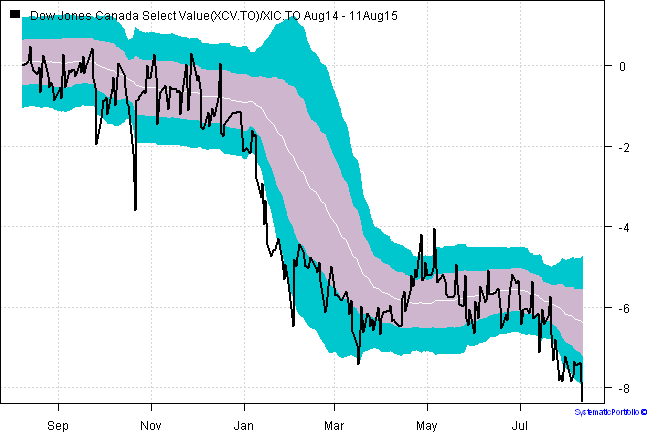 Dow Jones Canada Select Value(XCV.TO)/XIC.TO Aug14 - 11Aug15
0
-2
-4
-6
-8
Sep Nov Jan Mar May Jul
SystematicPortfolio ©